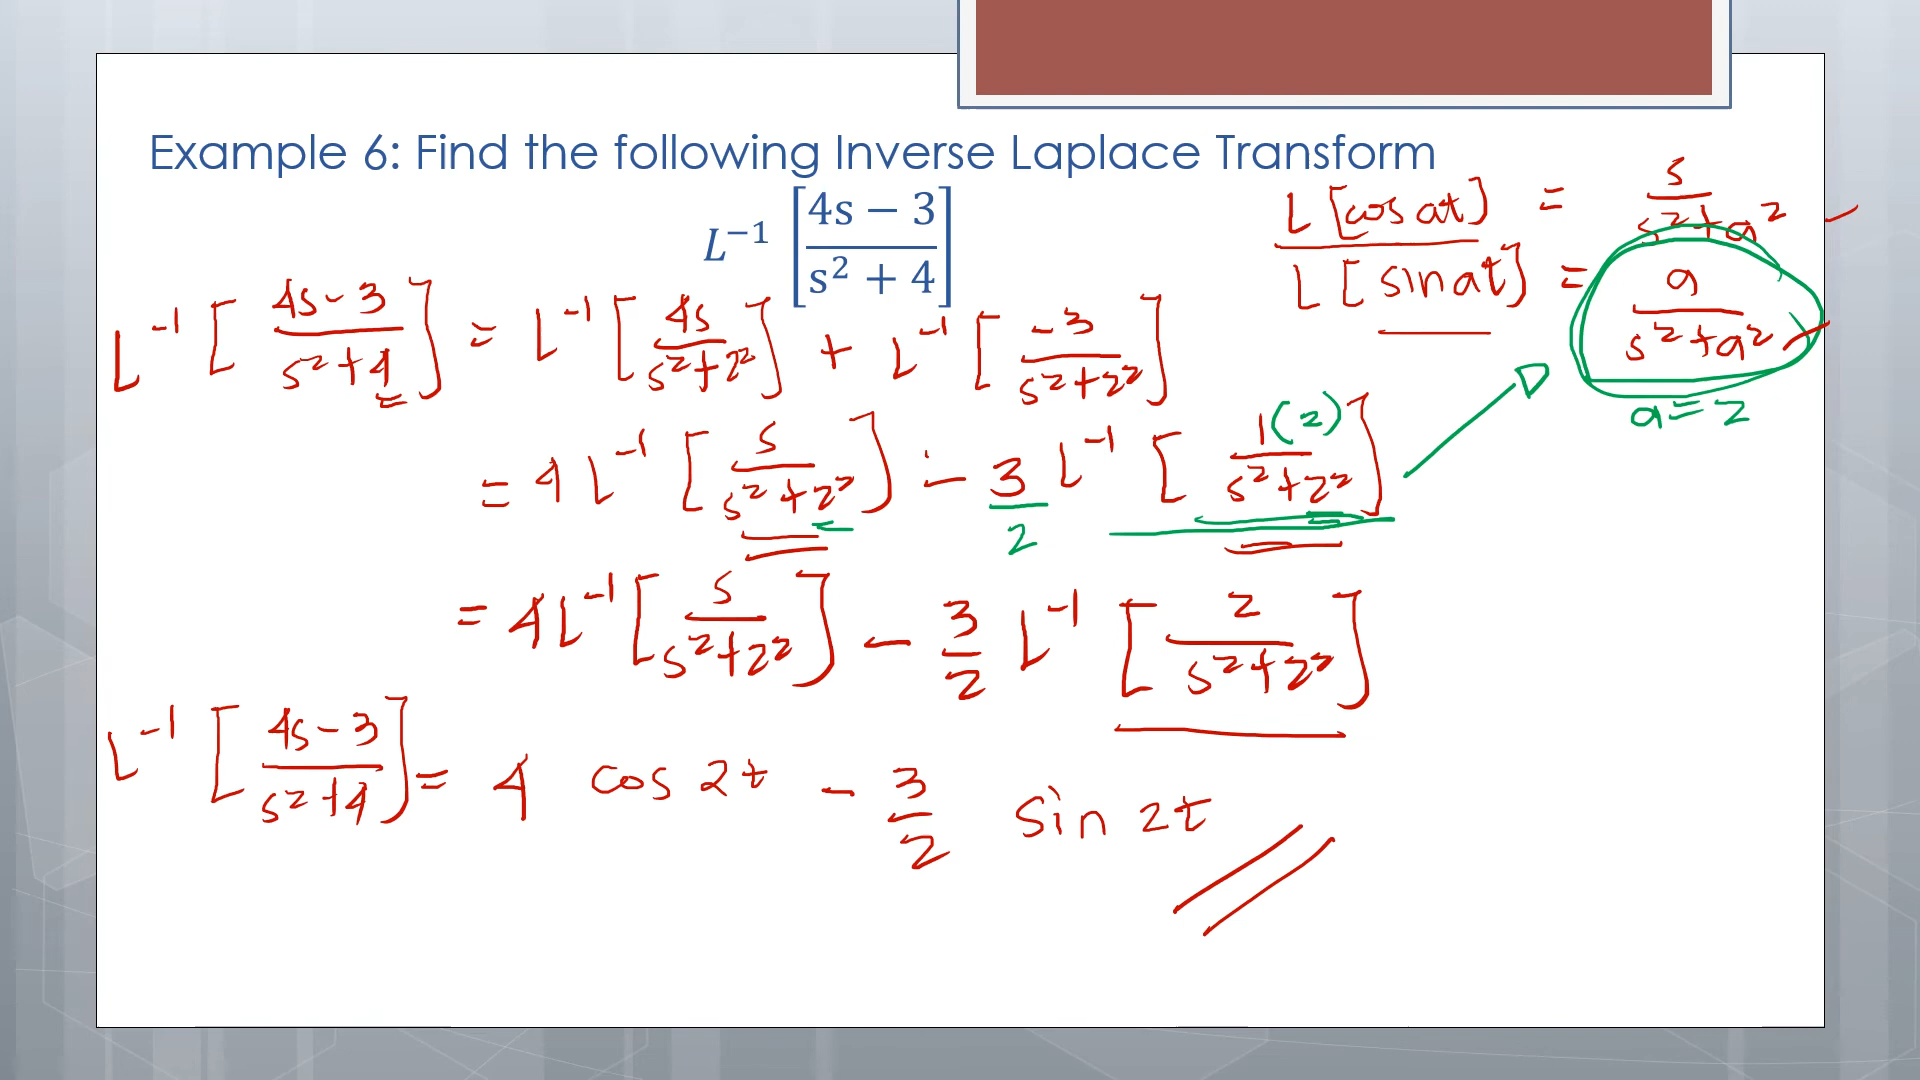 Example 6: Find the following Inverse Laplace Transform
L⁻¹ [(4s − 3)/(s² + 4)]
L[cos at] = s/(s²+a²)
L[sin at] = a/(s²+a²)
a = 2
L⁻¹[(4s-3)/(s²+4)] = L⁻¹[4s/(s²+2²)] + L⁻¹[-3/(s²+2²)]
= 4L⁻¹[s/(s²+2²)] - 3/2 L⁻¹[1(2)/(s²+2²)]
= 4L⁻¹[s/(s²+2²)] - 3/2 L⁻¹[2/(s²+2²)]
L⁻¹[(4s-3)/(s²+4)] = 4 cos 2t - 3/2 sin 2t